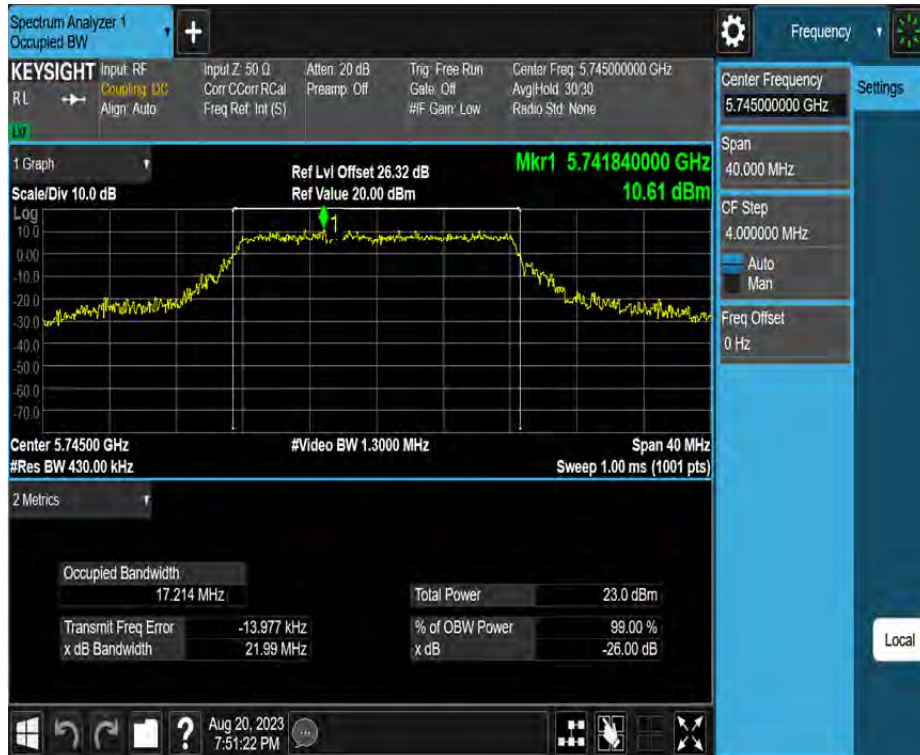 Spectrum Analyzer 1
Occupied BW
Frequency
KEYSIGHT
RL
Input: RF
Coupling: DC
Align: Auto
Input Z: 50 Ω
Corr CCorr RCal
Freq Ref: Int (S)
Atten: 20 dB
Preamp: Off
Trig: Free Run
Gate: Off
#IF Gain: Low
Center Freq: 5.745000000 GHz
Avg|Hold: 30/30
Radio Std: None
Center Frequency
5.745000000 GHz
Settings
Span
40.000 MHz
CF Step
4.000000 MHz
Auto
Man
Freq Offset
0 Hz
1 Graph
Scale/Div 10.0 dB
Ref Lvl Offset 26.32 dB
Ref Value 20.00 dBm
Mkr1 5.741840000 GHz
10.61 dBm
Log
1
10.0
0.00
-10.0
-20.0
-30.0
-40.0
-50.0
-60.0
-70.0
Center 5.74500 GHz
#Video BW 1.3000 MHz
Span 40 MHz
#Res BW 430.00 kHz
Sweep 1.00 ms (1001 pts)
2 Metrics
Occupied Bandwidth
17.214 MHz
Total Power 23.0 dBm
Transmit Freq Error -13.977 kHz
% of OBW Power 99.00 %
x dB Bandwidth 21.99 MHz
x dB -26.00 dB
Local
Aug 20, 2023
7:51:22 PM